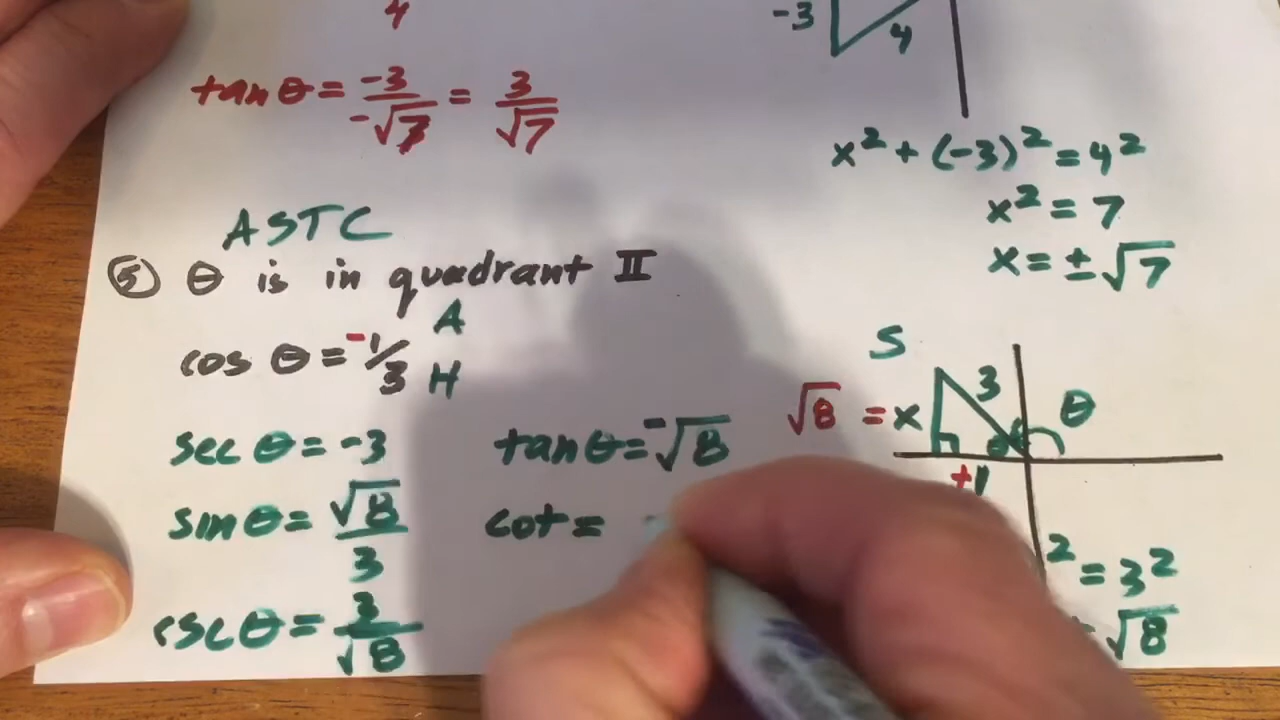 4
-3
4
tan θ = -3/-√7 = 3/√7
x² + (-3)² = 4²
x² = 7
x = ±√7
ASTC
⑤ θ is in quadrant II
A
cos θ = -1/3
H
S
3
θ
√8 = x
sec θ = -3
tan θ = -√8
sin θ = √8/3
cot =
² = 3²
√8
csc θ = 3/√8